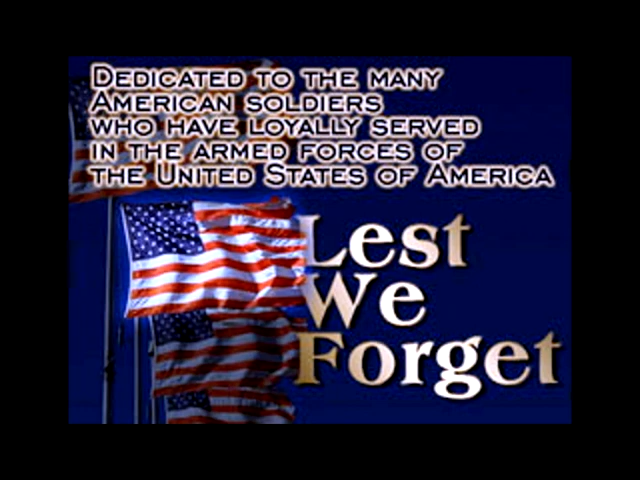 Dedicated to the many
American soldiers
who have loyally served
in the armed forces of
the United States of America
Lest
We
Forget